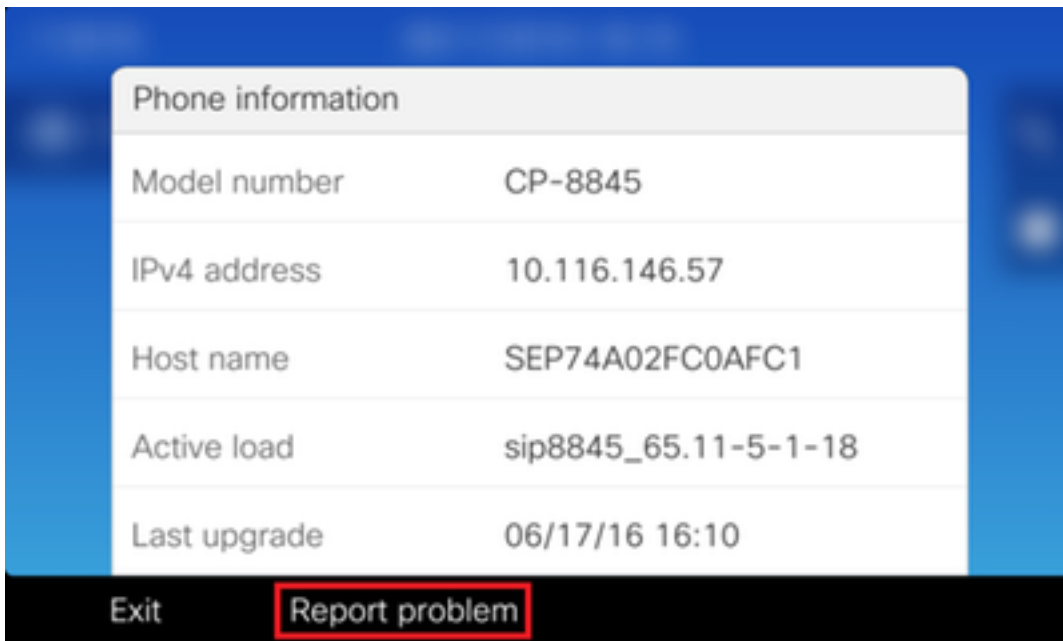 Phone information
Model number CP-8845
IPv4 address 10.116.146.57
Host name SEP74A02FC0AFC1
Active load sip8845_65.11-5-1-18
Last upgrade 06/17/16 16:10
Exit Report problem